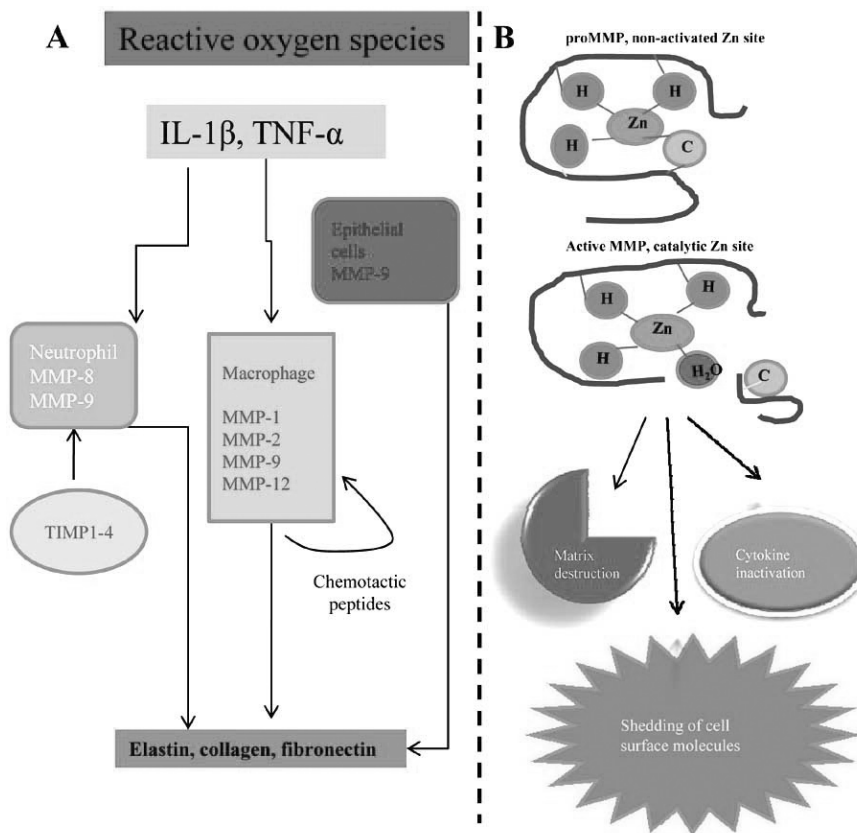 A
Reactive oxygen species
IL-1β, TNF-α
Epithelial
cells
MMP-9
Neutrophil
MMP-8
MMP-9
Macrophage
MMP-1
MMP-2
MMP-9
MMP-12
TIMP1-4
Chemotactic
peptides
Elastin, collagen, fibronectin
B
proMMP, non-activated Zn site
H
H
Zn
H
C
Active MMP, catalytic Zn site
H
H
Zn
H
H₂O
C
Matrix
destruction
Cytokine
inactivation
Shedding of cell
surface molecules